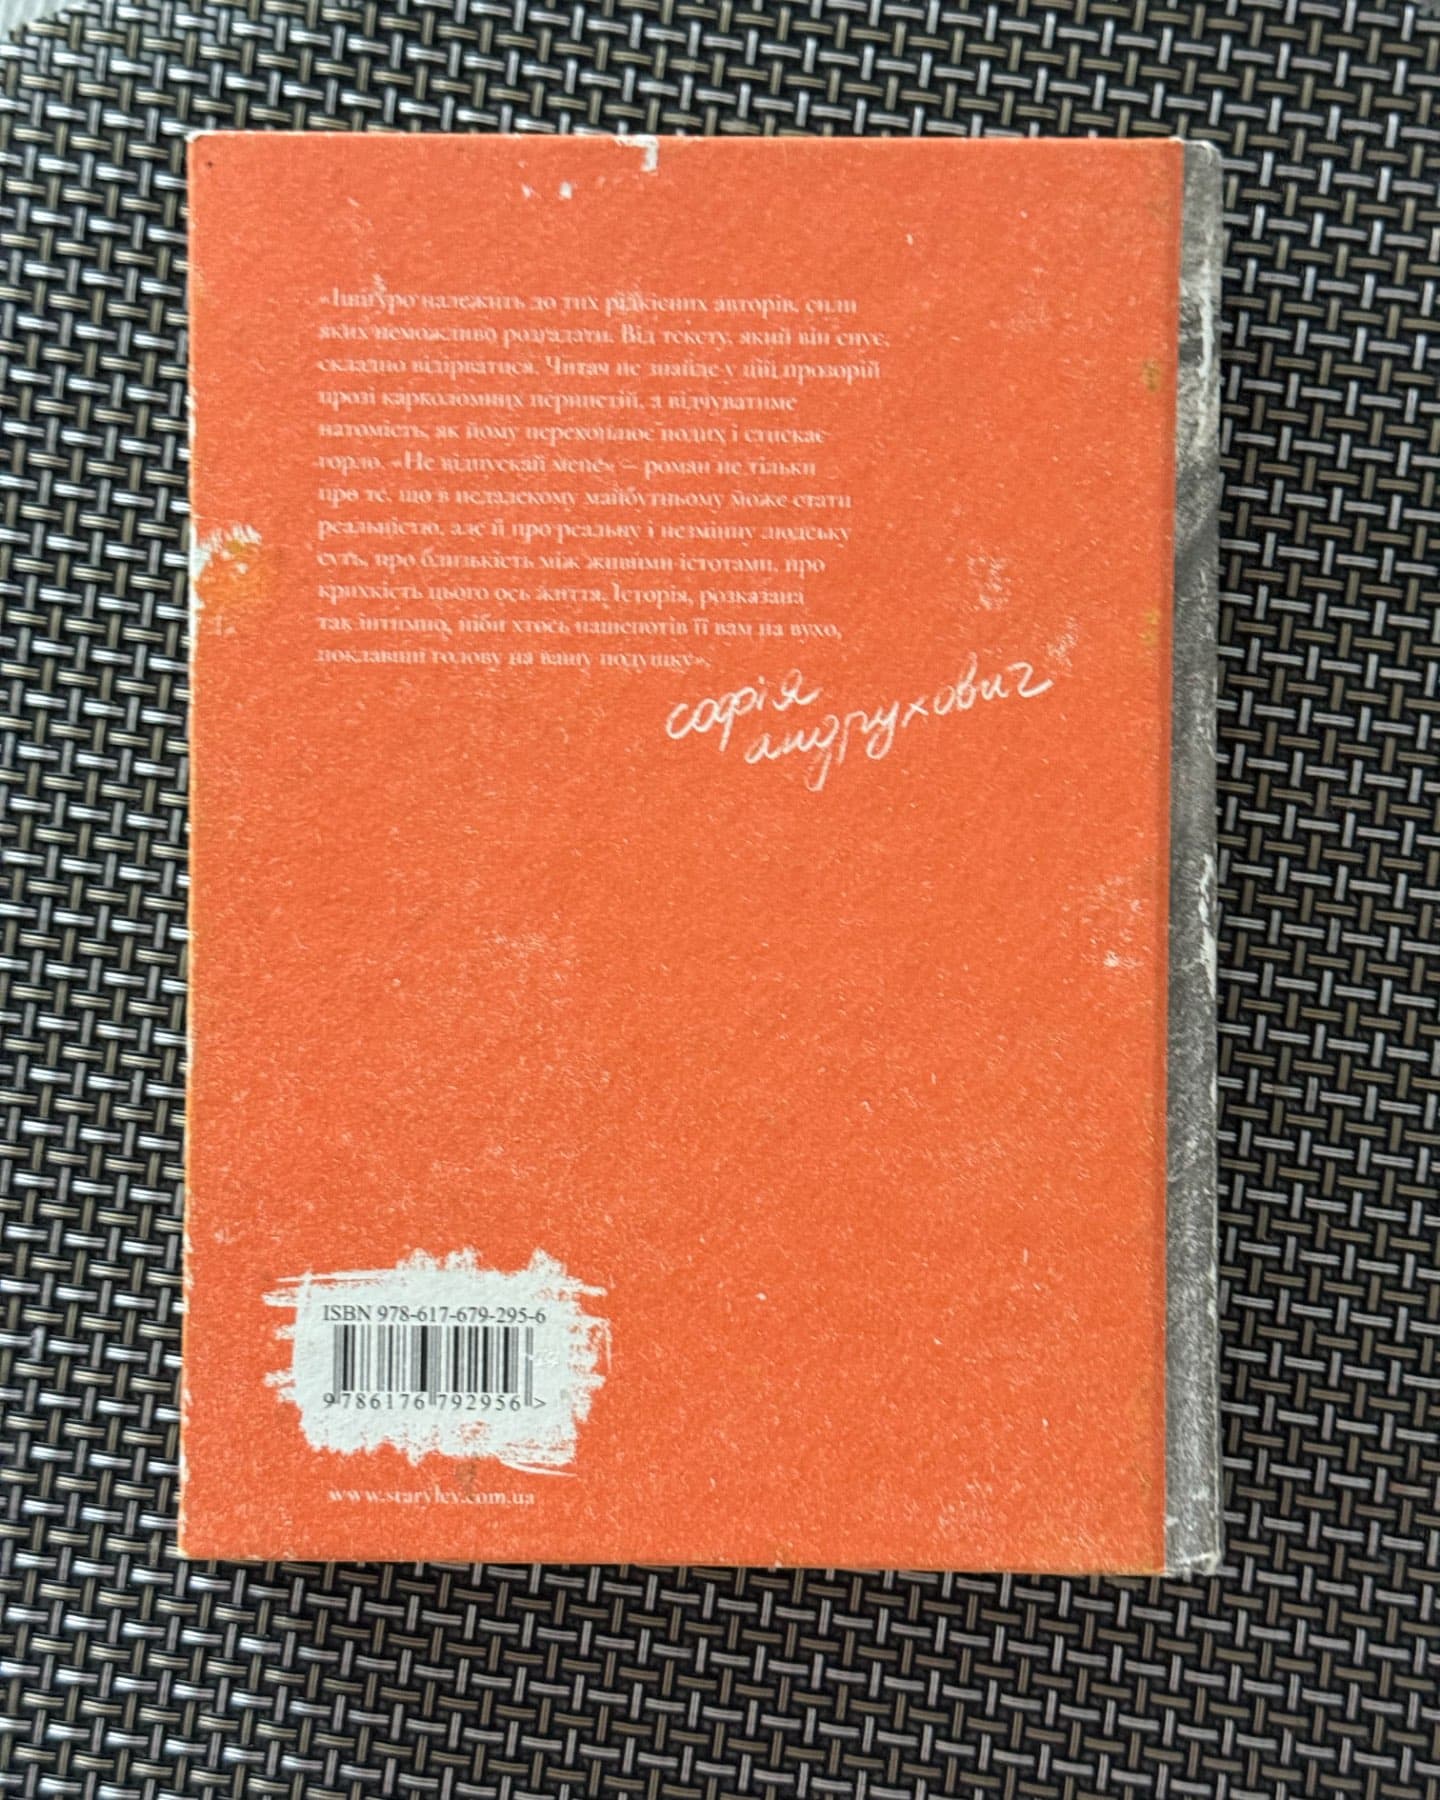 «Ішіґуро належить до тих рідкісних авторів, сили
яких неможливо розгадати. Від тексту, який він снує,
складно відірватися. Читач не знайде у цій прозорій
прозі карколомних перипетій, а відчуватиме
натомість, як йому перехоплює подих і стискає
горло. «Не відпускай мене» – роман не тільки
про те, що в недалекому майбутньому може стати
реальністю, але й про реальну і незмінну людську
суть, про близькість між живими істотами, про
крихкість цього ось життя. Історія, розказана
так інтимно, ніби хтось нашепотів її вам на вухо,
поклавши голову на вашу подушку».
софія
андрухович
ISBN 978-617-679-295-6
9 786176 792956 >
www.starylev.com.ua